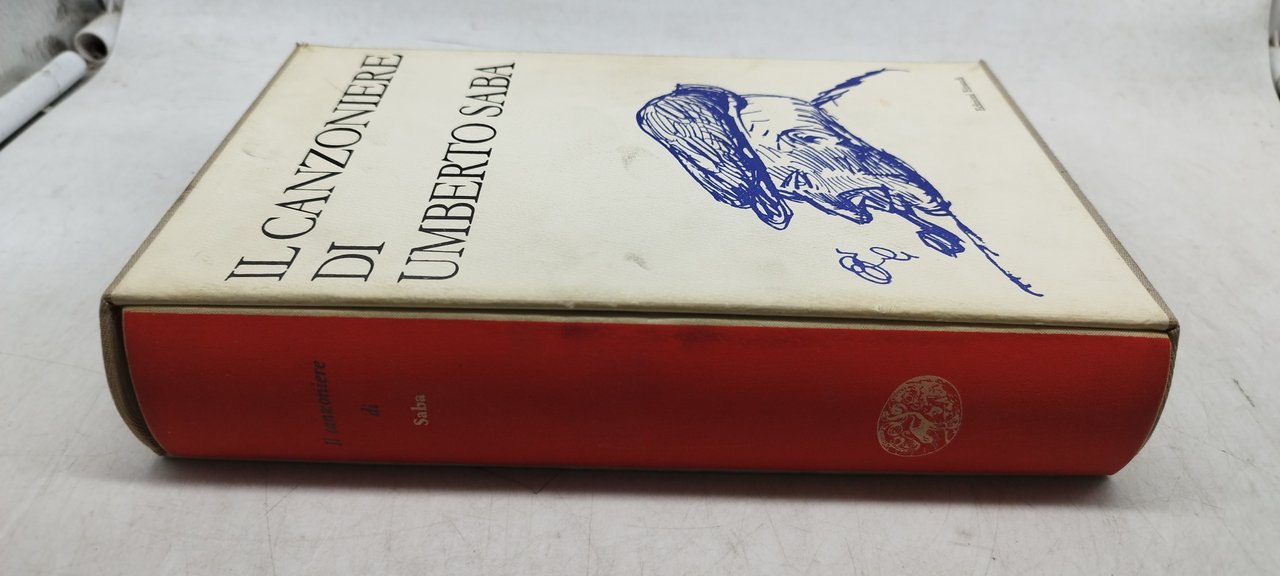 IL CANZONIERE
DI
UMBERTO SABA
Il canzoniere
di
Saba